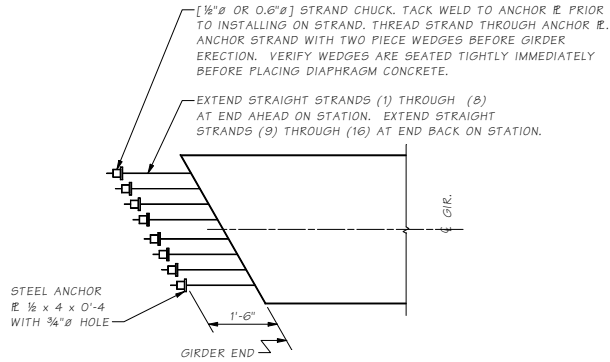 [½"ø OR 0.6"ø] STRAND CHUCK. TACK WELD TO ANCHOR ⅊ PRIOR
TO INSTALLING ON STRAND. THREAD STRAND THROUGH ANCHOR ⅊.
ANCHOR STRAND WITH TWO PIECE WEDGES BEFORE GIRDER
ERECTION. VERIFY WEDGES ARE SEATED TIGHTLY IMMEDIATELY
BEFORE PLACING DIAPHRAGM CONCRETE.
EXTEND STRAIGHT STRANDS (1) THROUGH (8)
AT END AHEAD ON STATION. EXTEND STRAIGHT
STRANDS (9) THROUGH (16) AT END BACK ON STATION.
℄ GIR.
STEEL ANCHOR
⅊ ½ x 4 x 0'-4
WITH ¾"ø HOLE
1'-6"
GIRDER END